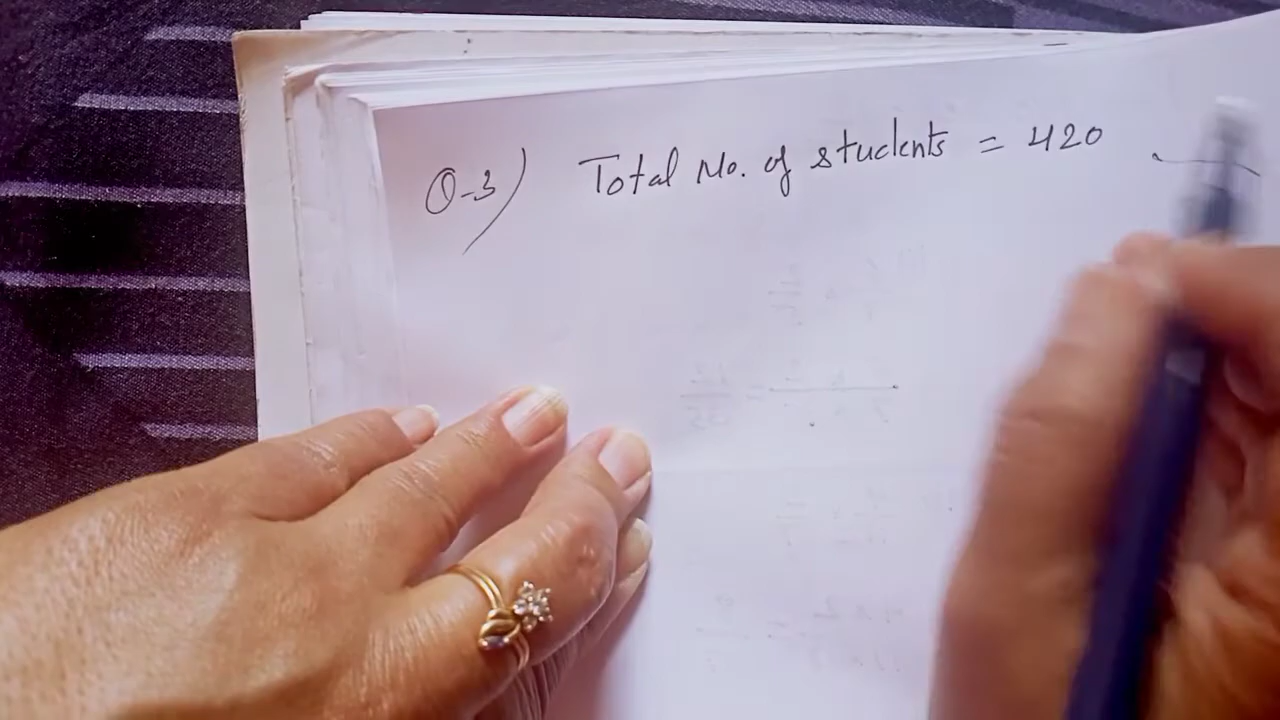 Q-3) Total No. of students = 420